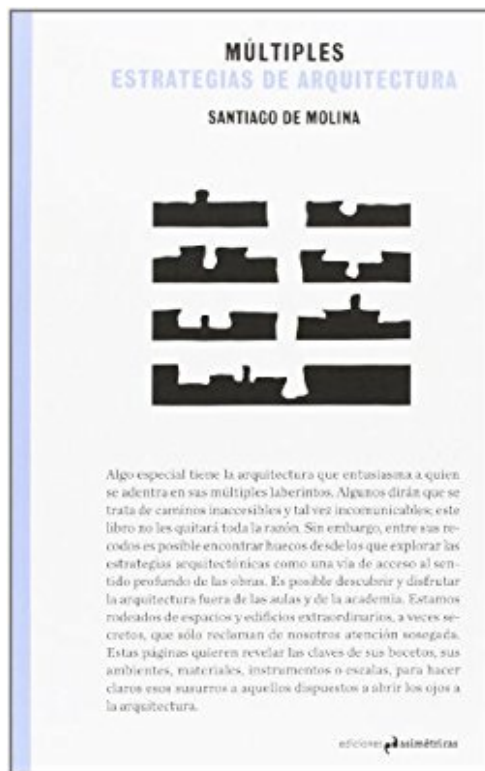 MÚLTIPLES
ESTRATEGIAS DE ARQUITECTURA
SANTIAGO DE MOLINA
Algo especial tiene la arquitectura que entusiasma a quien
se adentra en sus múltiples laberintos. Algunos dirán que se
trata de caminos inaccesibles y tal vez incomunicables; este
libro no les quitará toda la razón. Sin embargo, entre sus re-
codos es posible encontrar huecos desde los que explorar las
estrategias arquitectónicas como una vía de acceso al sen-
tido profundo de las obras. Es posible descubrir y disfrutar
la arquitectura fuera de las aulas y de la academia. Estamos
rodeados de espacios y edificios extraordinarios, a veces se-
cretos, que sólo reclaman de nosotros atención sosegada.
Estas páginas quieren revelar las claves de sus bocetos, sus
ambientes, materiales, instrumentos o escalas, para hacer
claros esos susurros a aquellos dispuestos a abrir los ojos a
la arquitectura.
ediciones asimétricas